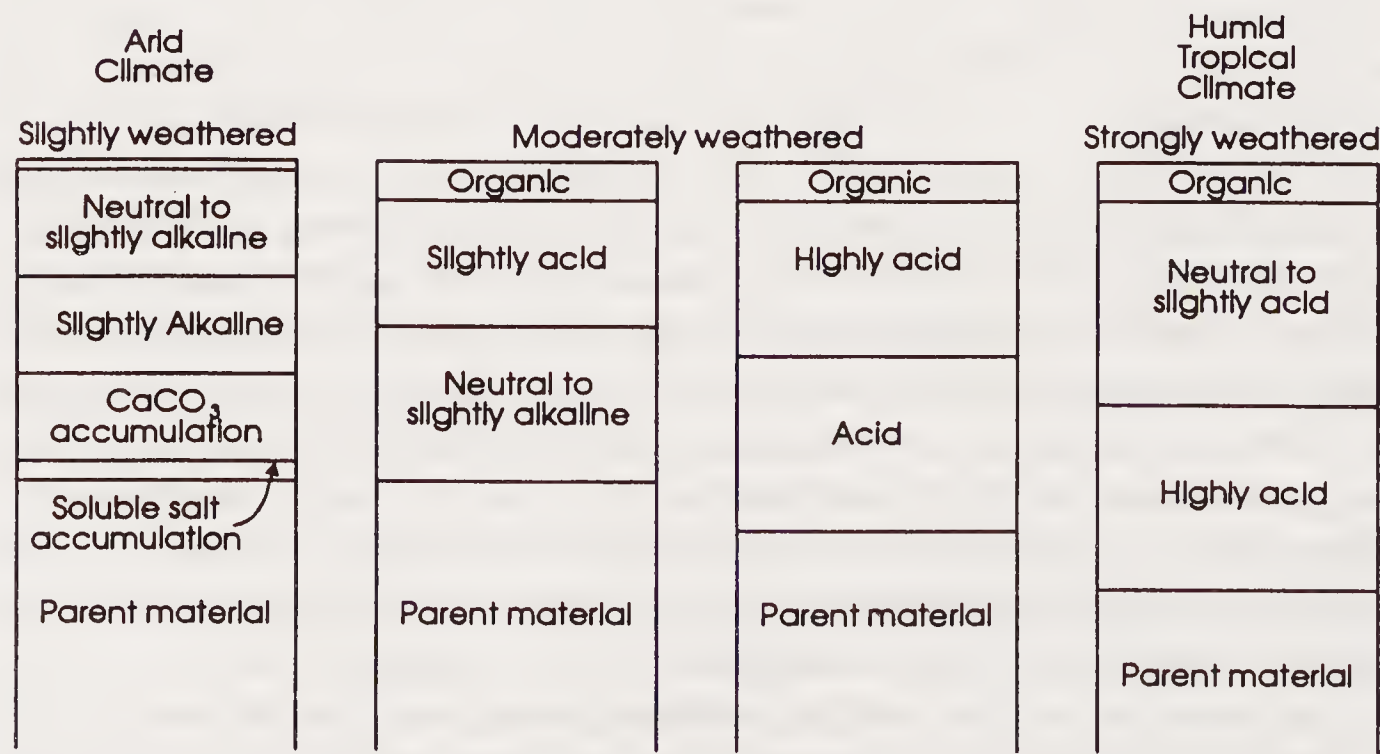 Arid
Climate
Humid
Tropical
Climate
Slightly weathered
Moderately weathered
Strongly weathered
Neutral to
slightly alkaline
Slightly Alkaline
CaCO₃
accumulation
Soluble salt
accumulation
Parent material
Organic
Slightly acid
Neutral to
slightly alkaline
Parent material
Organic
Highly acid
Acid
Parent material
Organic
Neutral to
slightly acid
Highly acid
Parent material